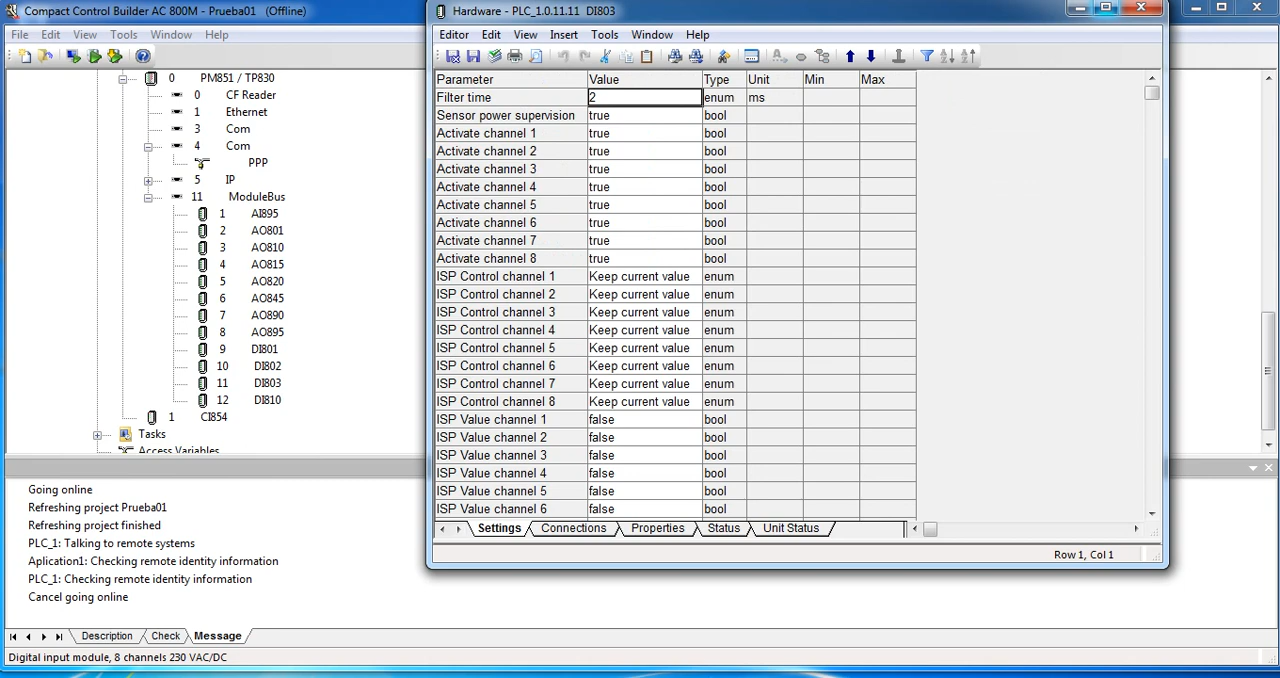 Compact Control Builder AC 800M - Prueba01 (Offline)
File Edit View Tools Window Help
0 PM851 / TP830
0 CF Reader
1 Ethernet
3 Com
4 Com
PPP
5 IP
11 ModuleBus
1 AI895
2 AO801
3 AO810
4 AO815
5 AO820
6 AO845
7 AO890
8 AO895
9 DI801
10 DI802
11 DI803
12 DI810
1 CI854
Tasks
Access Variables
Hardware - PLC_1.0.11.11 DI803
Editor Edit View Insert Tools Window Help
Parameter Value Type Unit Min Max
Filter time 2 enum ms
Sensor power supervision true bool
Activate channel 1 true bool
Activate channel 2 true bool
Activate channel 3 true bool
Activate channel 4 true bool
Activate channel 5 true bool
Activate channel 6 true bool
Activate channel 7 true bool
Activate channel 8 true bool
ISP Control channel 1 Keep current value enum
ISP Control channel 2 Keep current value enum
ISP Control channel 3 Keep current value enum
ISP Control channel 4 Keep current value enum
ISP Control channel 5 Keep current value enum
ISP Control channel 6 Keep current value enum
ISP Control channel 7 Keep current value enum
ISP Control channel 8 Keep current value enum
ISP Value channel 1 false bool
ISP Value channel 2 false bool
ISP Value channel 3 false bool
ISP Value channel 4 false bool
ISP Value channel 5 false bool
ISP Value channel 6 false bool
Settings Connections Properties Status Unit Status
Row 1, Col 1
Going online
Refreshing project Prueba01
Refreshing project finished
PLC_1: Talking to remote systems
Aplication1: Checking remote identity information
PLC_1: Checking remote identity information
Cancel going online
Description Check Message
Digital input module, 8 channels 230 VAC/DC